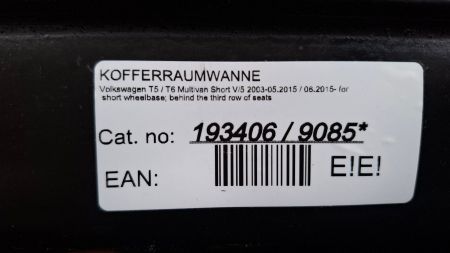 KOFFERRAUMWANNE
Volkswagen T5 / T6 Multivan Short V/5 2003-05.2015 / 06.2015- for
short wheelbase; behind the third row of seats
Cat. no: 193406 / 9085*
EAN:
E!E!